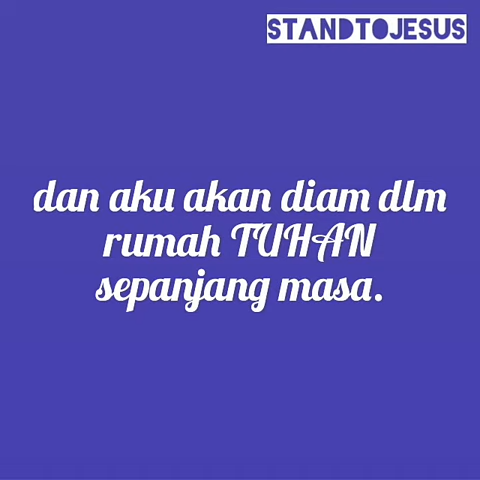 STANDTOJESUS
dan aku akan diam dlm
rumah TUHAN
sepanjang masa.